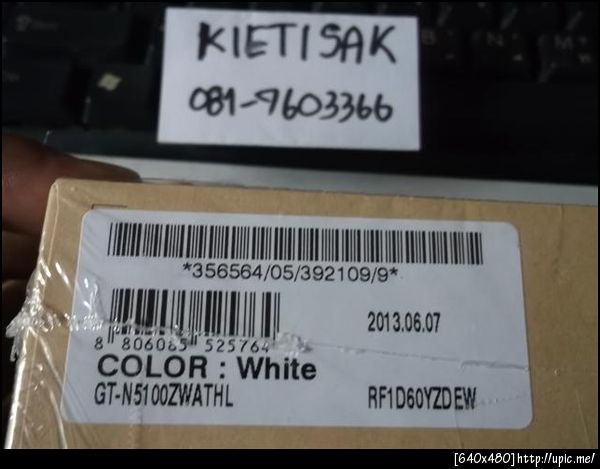 KIETISAK
081-9603366
*356564/05/392109/9*
8 806085 525764
2013.06.07
COLOR : White
GT-N5100ZWATHL
RF1D60YZDEW
[640x480]http://upic.me/